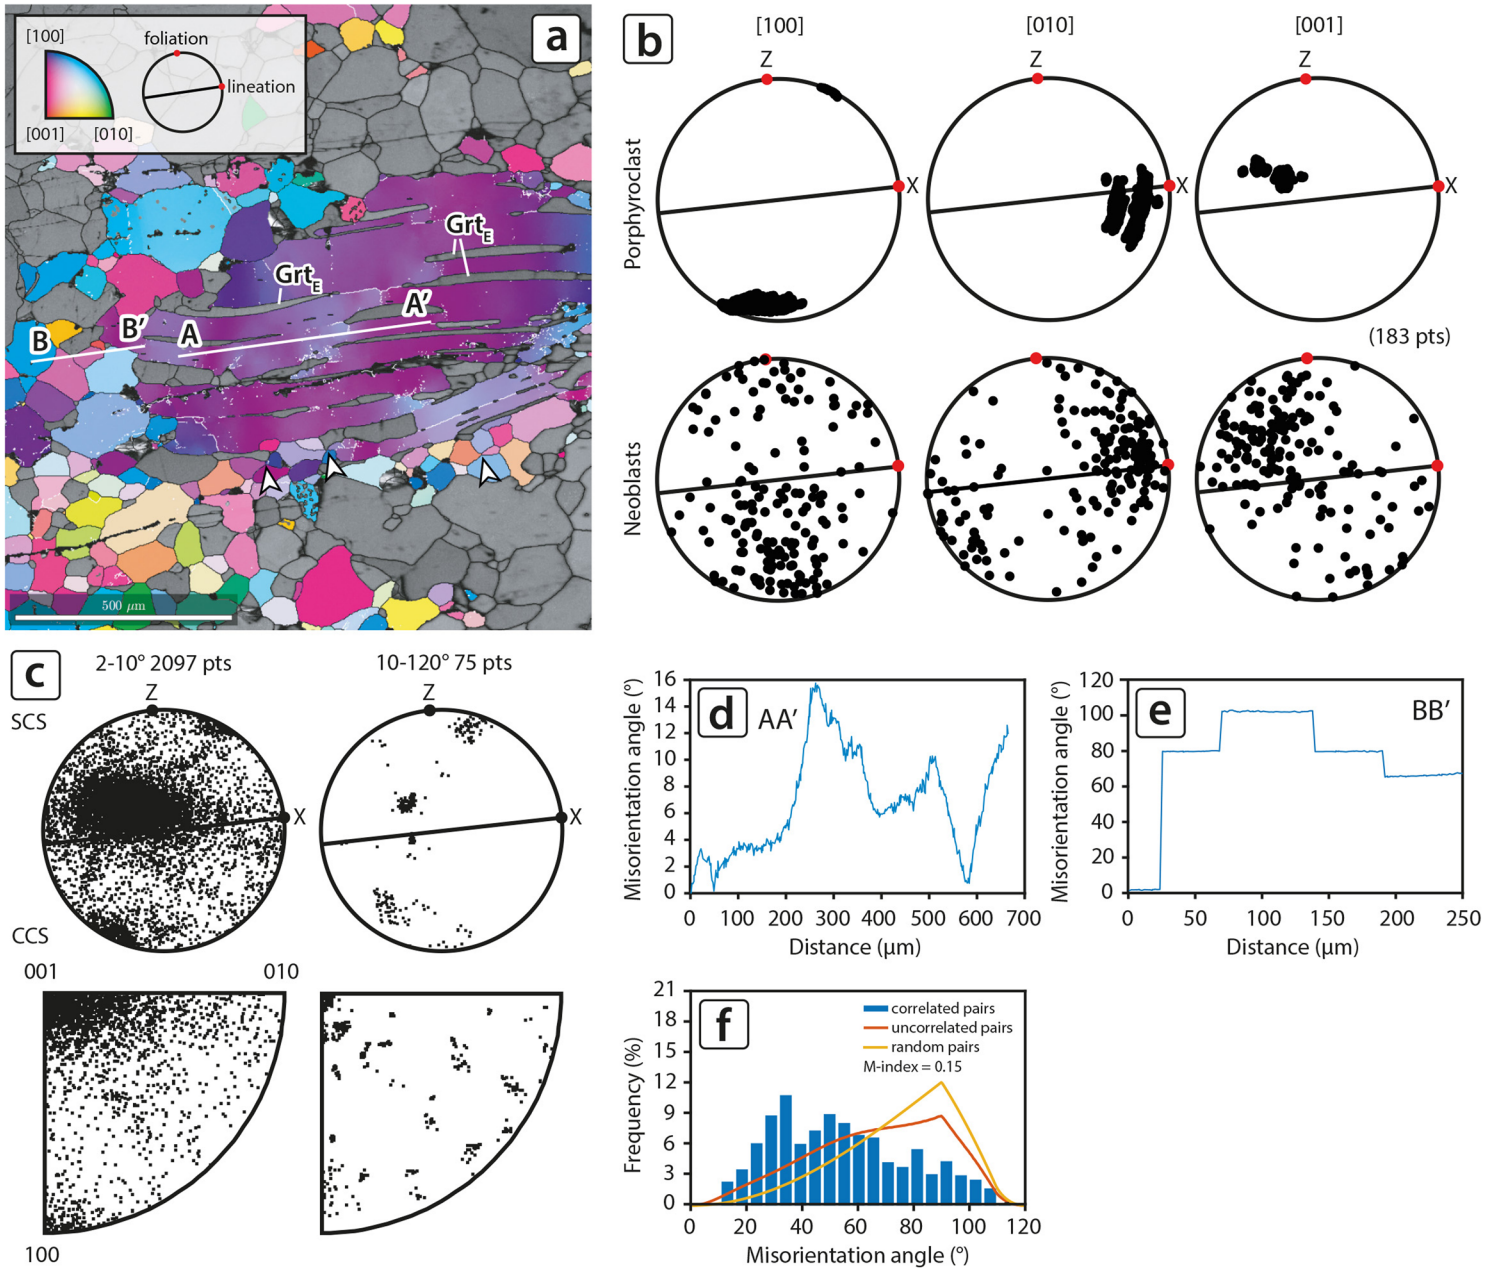 a
[100]
[001]
[010]
foliation
lineation
Grt E
Grt E
A
A′
B
B′
500 µm
b
[100]
[010]
[001]
Z
Z
Z
Porphyroclast
X
X
X
(183 pts)
Neoblasts
c
2-10° 2097 pts
10-120° 75 pts
Z
Z
SCS
X
X
CCS
001
010
100
d
AA′
Misorientation angle (°)
16
14
12
10
8
6
4
2
0
0
100
200
300
400
500
600
700
Distance (µm)
e
BB′
Misorientation angle (°)
120
100
80
60
40
20
0
0
50
100
150
200
250
Distance (µm)
f
correlated pairs
uncorrelated pairs
random pairs
M-index = 0.15
Frequency (%)
21
18
15
12
9
6
3
0
0
20
40
60
80
100
120
Misorientation angle (°)